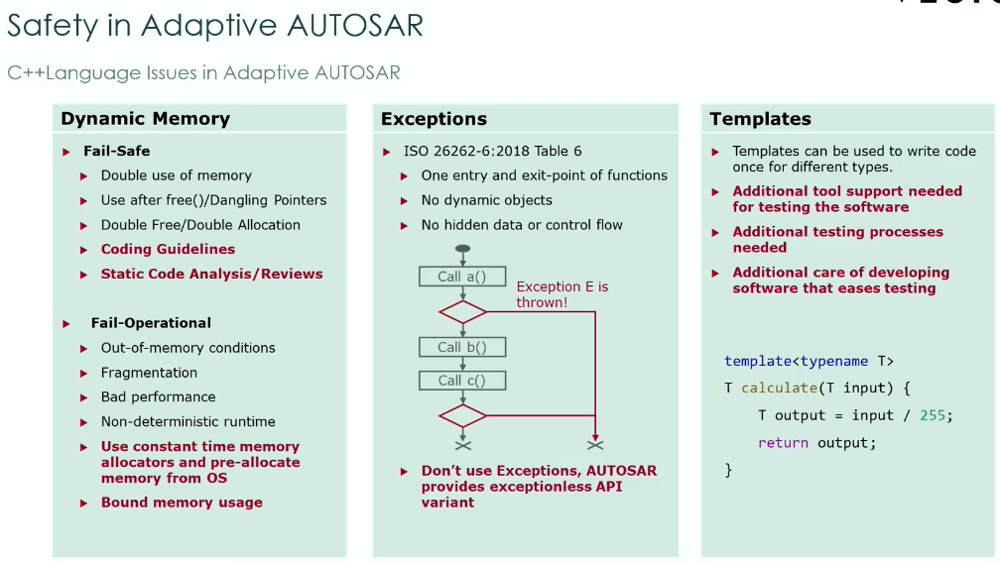 Safety in Adaptive AUTOSAR
C++Language Issues in Adaptive AUTOSAR
Dynamic Memory
Fail-Safe
Double use of memory
Use after free()/Dangling Pointers
Double Free/Double Allocation
Coding Guidelines
Static Code Analysis/Reviews
Fail-Operational
Out-of-memory conditions
Fragmentation
Bad performance
Non-deterministic runtime
Use constant time memory
allocators and pre-allocate
memory from OS
Bound memory usage
Exceptions
ISO 26262-6:2018 Table 6
One entry and exit-point of functions
No dynamic objects
No hidden data or control flow
Call a()
Exception E is
thrown!
Call b()
Call c()
Don't use Exceptions, AUTOSAR
provides exceptionless API
variant
Templates
Templates can be used to write code
once for different types.
Additional tool support needed
for testing the software
Additional testing processes
needed
Additional care of developing
software that eases testing
template<typename T>
T calculate(T input) {
T output = input / 255;
return output;
}